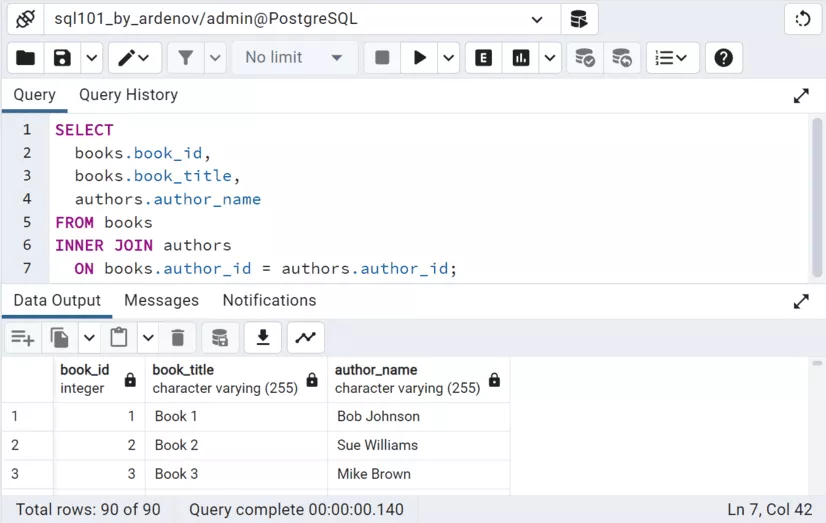 sql101_by_ardenov/admin@PostgreSQL
No limit
E
Query Query History
1 SELECT
2 books.book_id,
3 books.book_title,
4 authors.author_name
5 FROM books
6 INNER JOIN authors
7 ON books.author_id = authors.author_id;
Data Output Messages Notifications
book_id book_title author_name
integer character varying (255) character varying (255)
1 1 Book 1 Bob Johnson
2 2 Book 2 Sue Williams
3 3 Book 3 Mike Brown
Total rows: 90 of 90 Query complete 00:00:00.140 Ln 7, Col 42